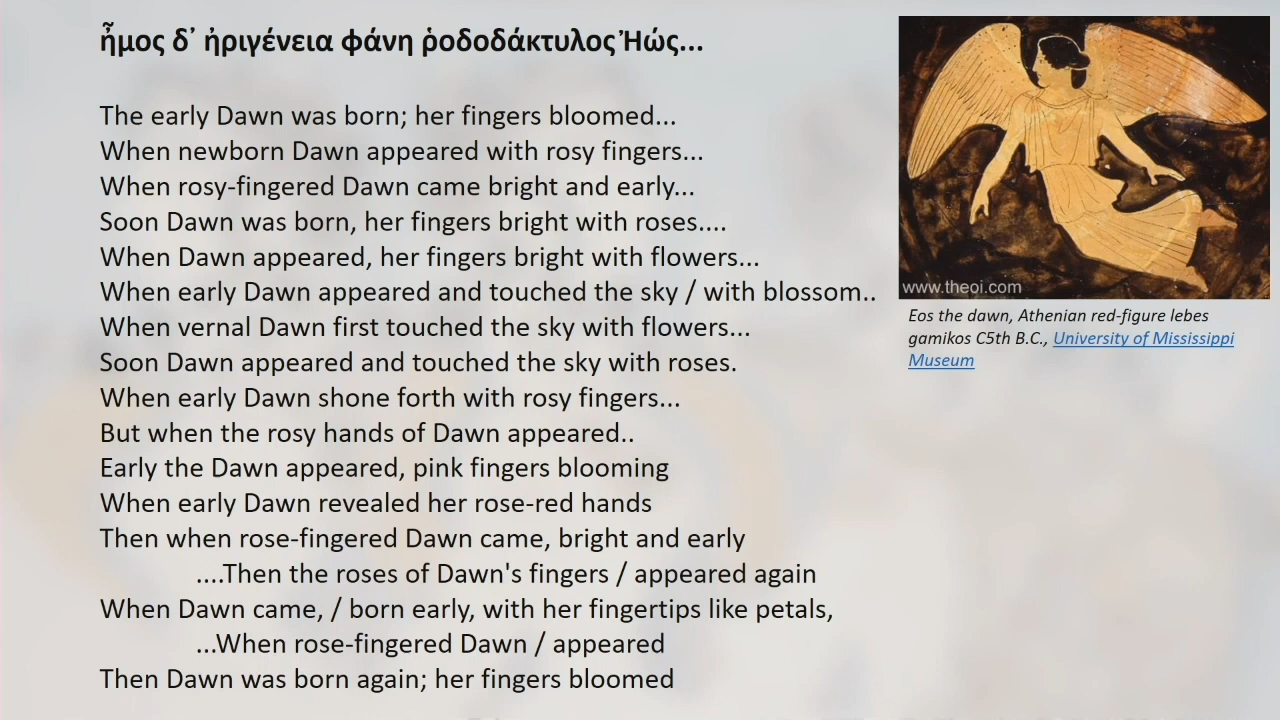 ἦμος δ᾽ ἠριγένεια φάνη ῥοδοδάκτυλος Ἠώς...
The early Dawn was born; her fingers bloomed...
When newborn Dawn appeared with rosy fingers...
When rosy-fingered Dawn came bright and early...
Soon Dawn was born, her fingers bright with roses....
When Dawn appeared, her fingers bright with flowers...
When early Dawn appeared and touched the sky / with blossom..
When vernal Dawn first touched the sky with flowers...
Soon Dawn appeared and touched the sky with roses.
When early Dawn shone forth with rosy fingers...
But when the rosy hands of Dawn appeared..
Early the Dawn appeared, pink fingers blooming
When early Dawn revealed her rose-red hands
Then when rose-fingered Dawn came, bright and early
....Then the roses of Dawn's fingers / appeared again
When Dawn came, / born early, with her fingertips like petals,
...When rose-fingered Dawn / appeared
Then Dawn was born again; her fingers bloomed
www.theoi.com
Eos the dawn, Athenian red-figure lebes
gamikos C5th B.C., University of Mississippi
Museum